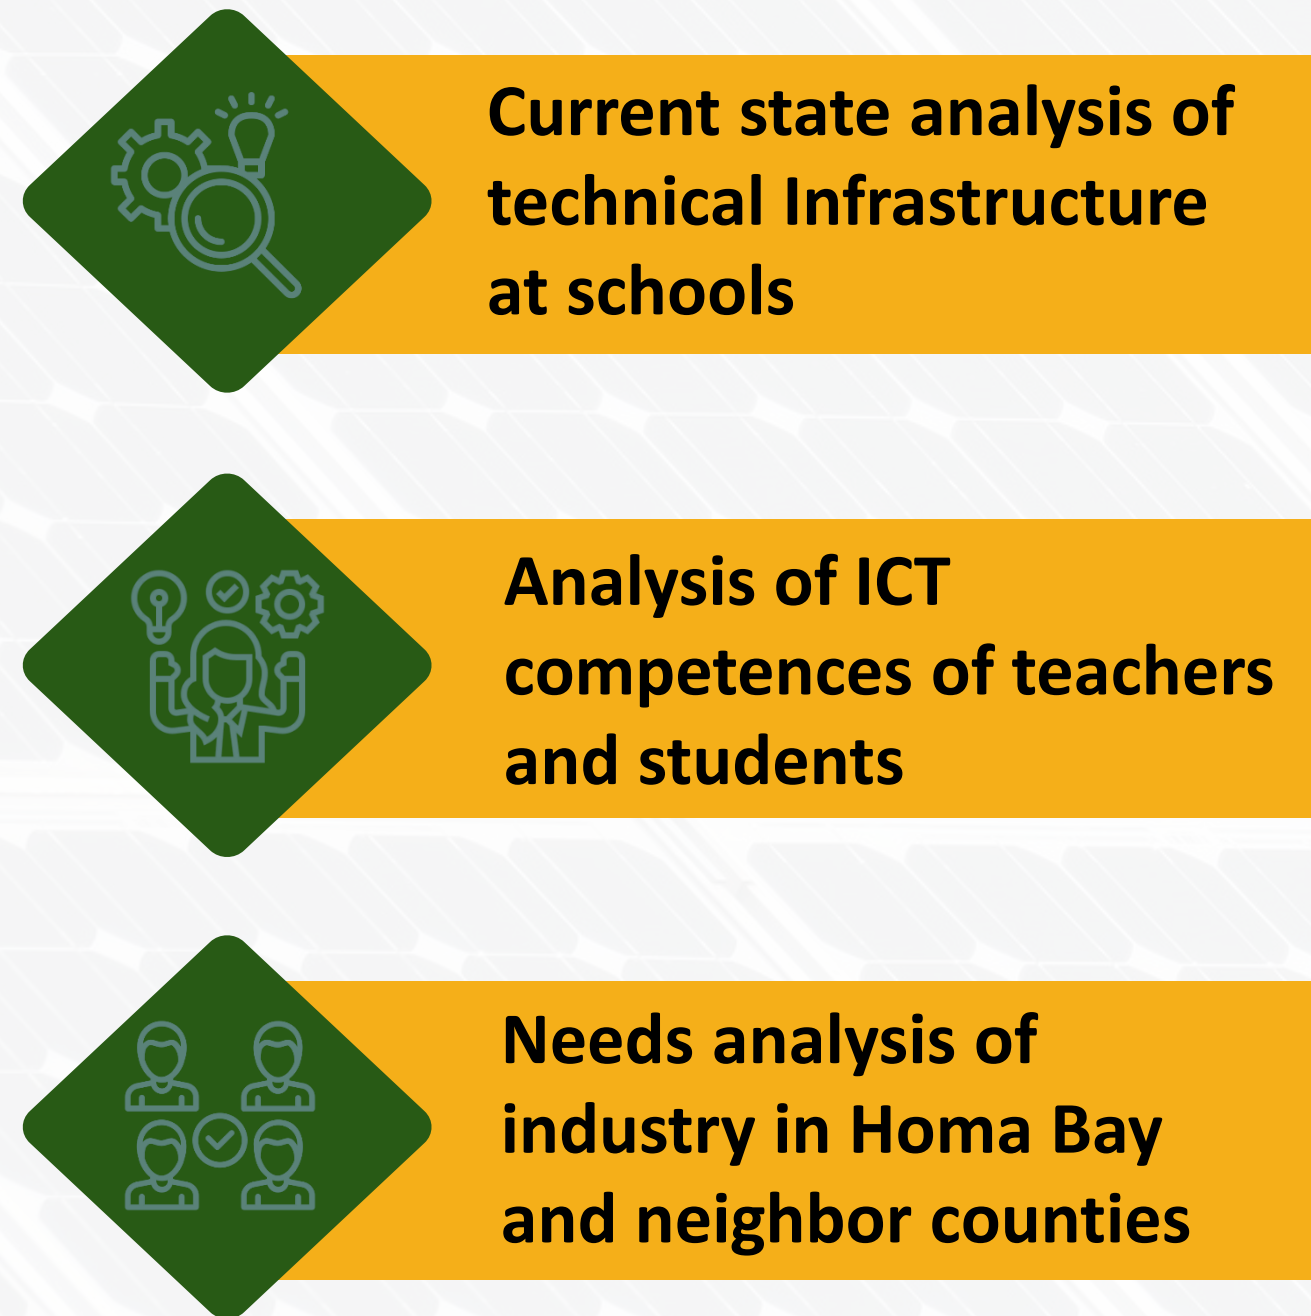 Current state analysis of
technical Infrastructure
at schools
Analysis of ICT
competences of teachers
and students
Needs analysis of
industry in Homa Bay
and neighbor counties